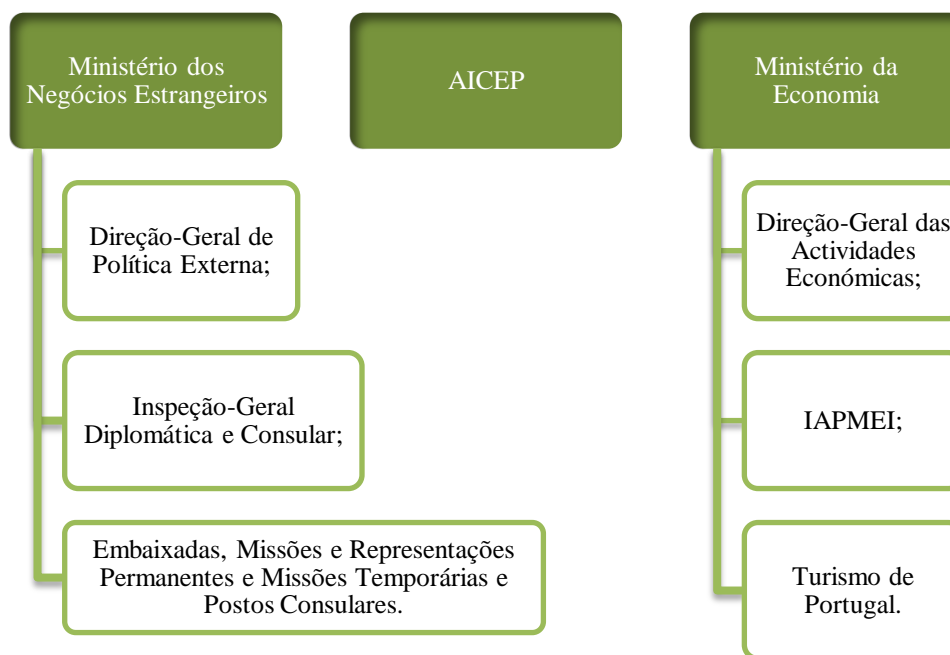 Ministério dos
Negócios Estrangeiros
Direção-Geral de
Política Externa;
Inspeção-Geral
Diplomática e Consular;
Embaixadas, Missões e Representações
Permanentes e Missões Temporárias e
Postos Consulares.
AICEP
Ministério da
Economia
Direção-Geral das
Actividades
Económicas;
IAPMEI;
Turismo de
Portugal.